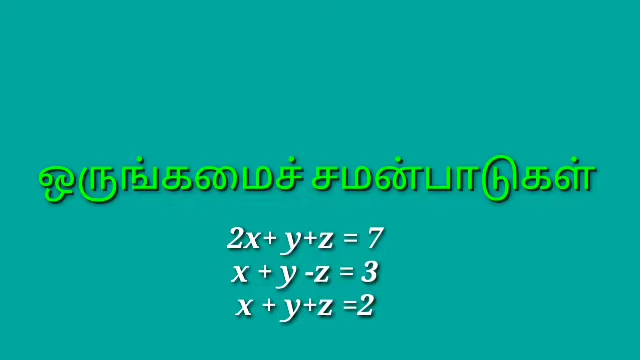 ஒருங்கமைச் சமன்பாடுகள்
2x+ y+z = 7
x + y -z = 3
x + y+z =2